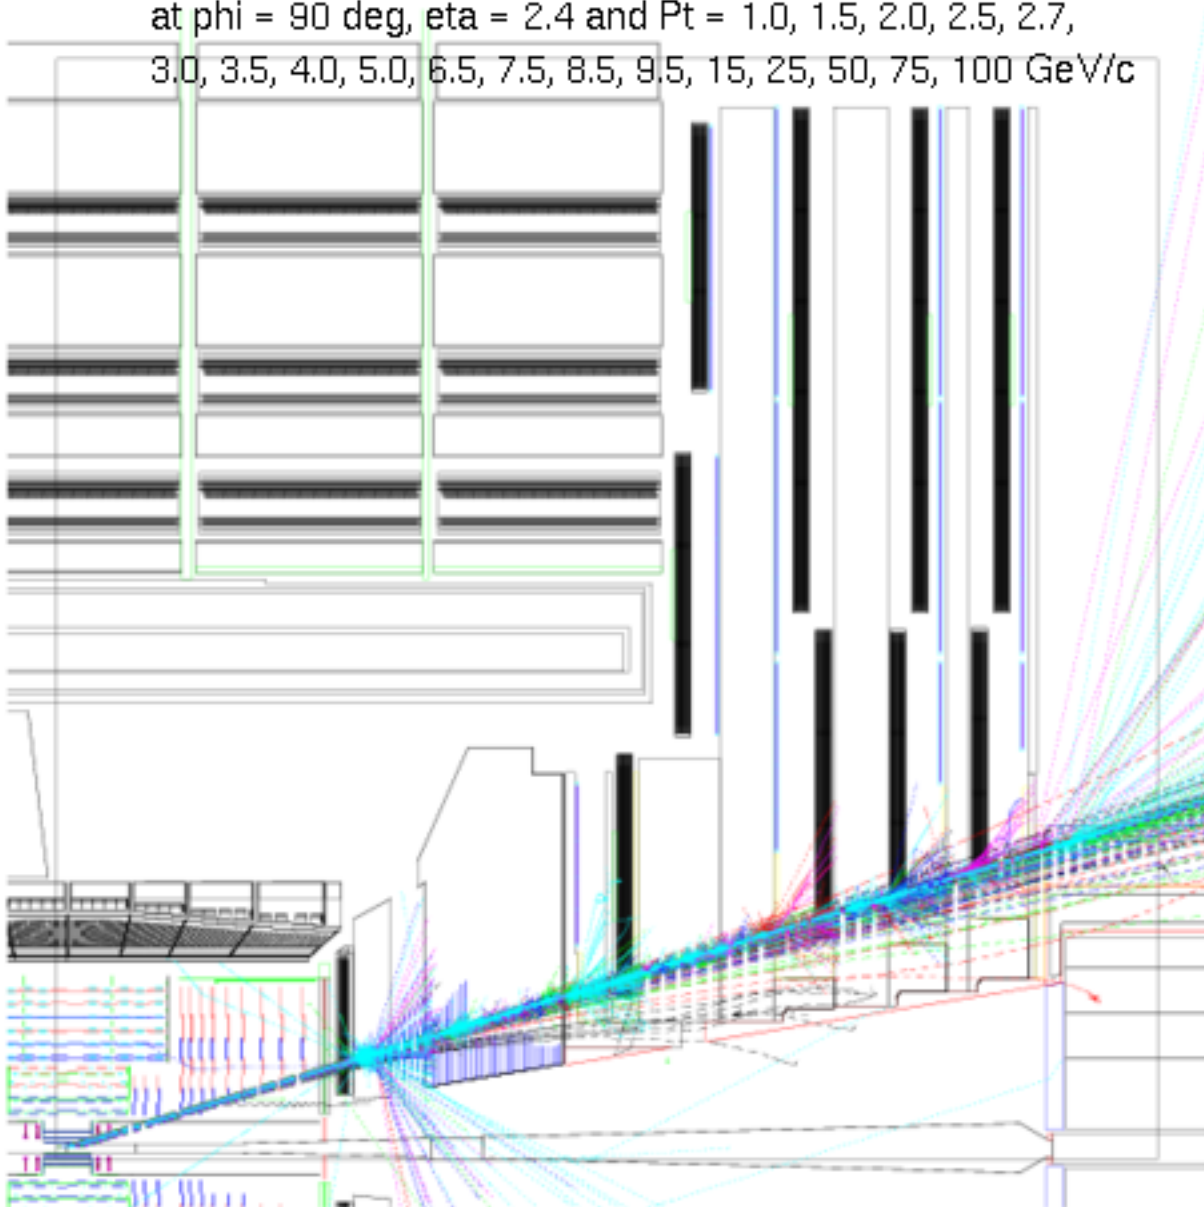 at phi = 90 deg, eta = 2.4 and Pt = 1.0, 1.5, 2.0, 2.5, 2.7,
3.0, 3.5, 4.0, 5.0, 6.5, 7.5, 8.5, 9.5, 15, 25, 50, 75, 100 GeV/c